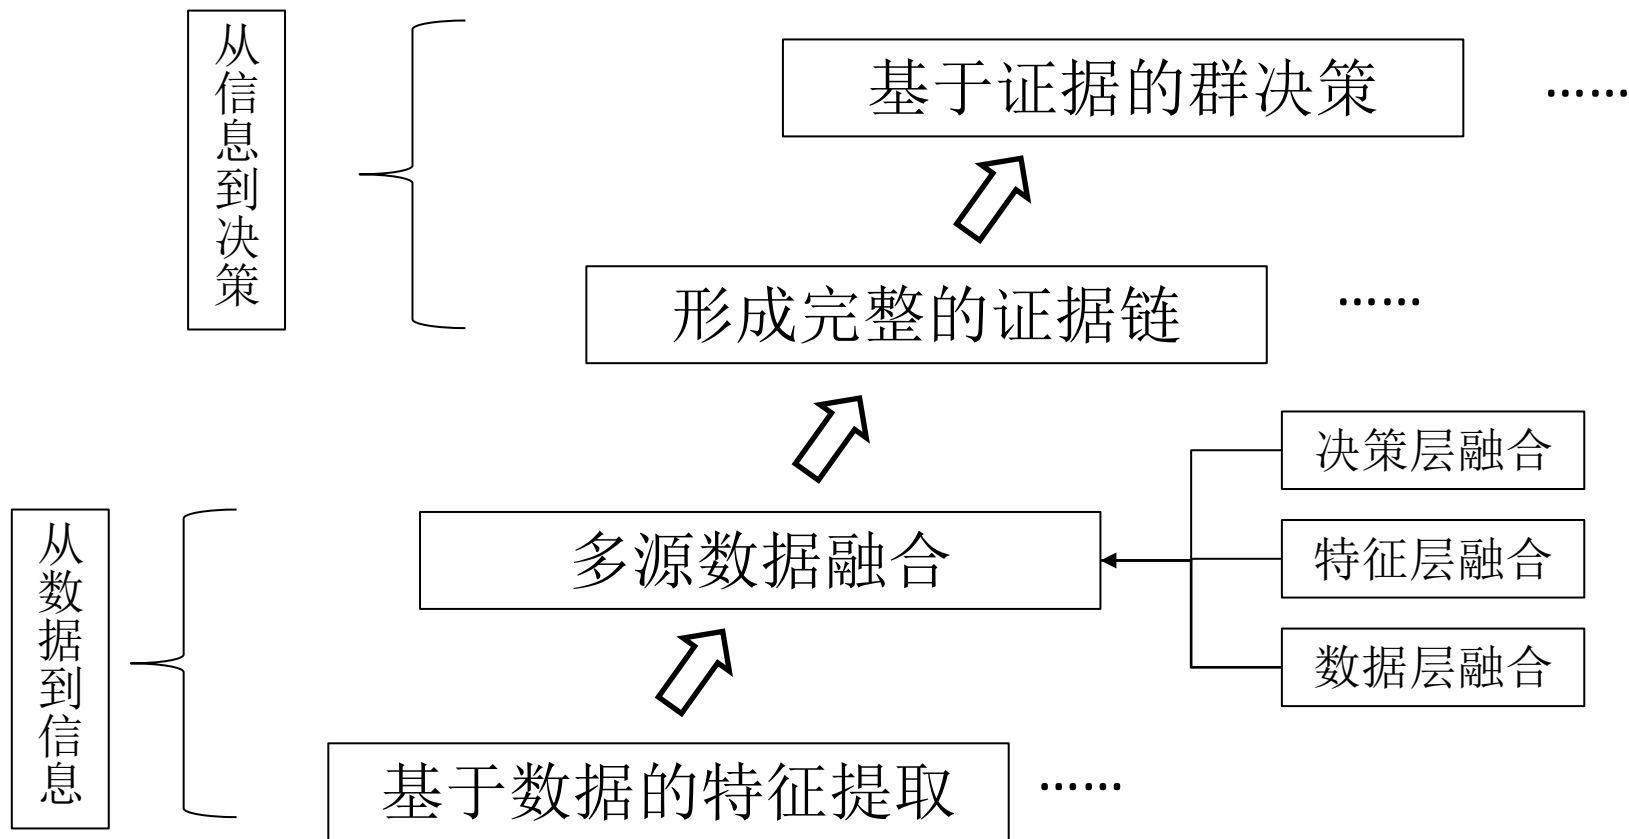 从信息到决策
基于证据的群决策
……
形成完整的证据链
……
决策层融合
从数据到信息
多源数据融合
特征层融合
数据层融合
基于数据的特征提取
……